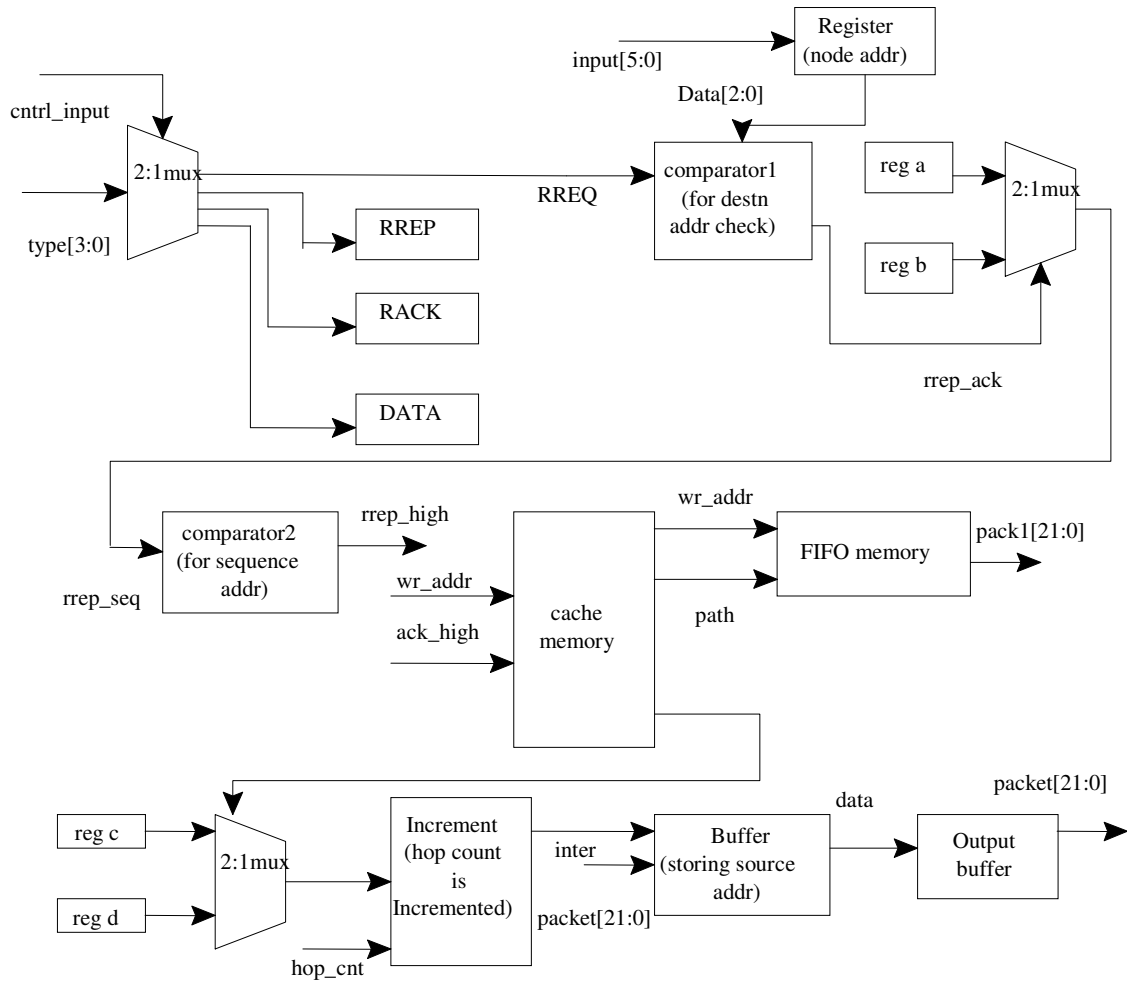 Register
(node addr)
input[5:0]
Data[2:0]
cntrl_input
2:1mux
type[3:0]
RREQ
comparator1
(for destn
addr check)
reg a
reg b
2:1mux
RREP
RACK
DATA
rrep_ack
comparator2
(for sequence
addr)
rrep_seq
rrep_high
wr_addr
ack_high
cache
memory
wr_addr
path
FIFO memory
pack1[21:0]
reg c
reg d
2:1mux
Increment
(hop count
is
Incremented)
hop_cnt
inter
packet[21:0]
Buffer
(storing source
addr)
data
Output
buffer
packet[21:0]